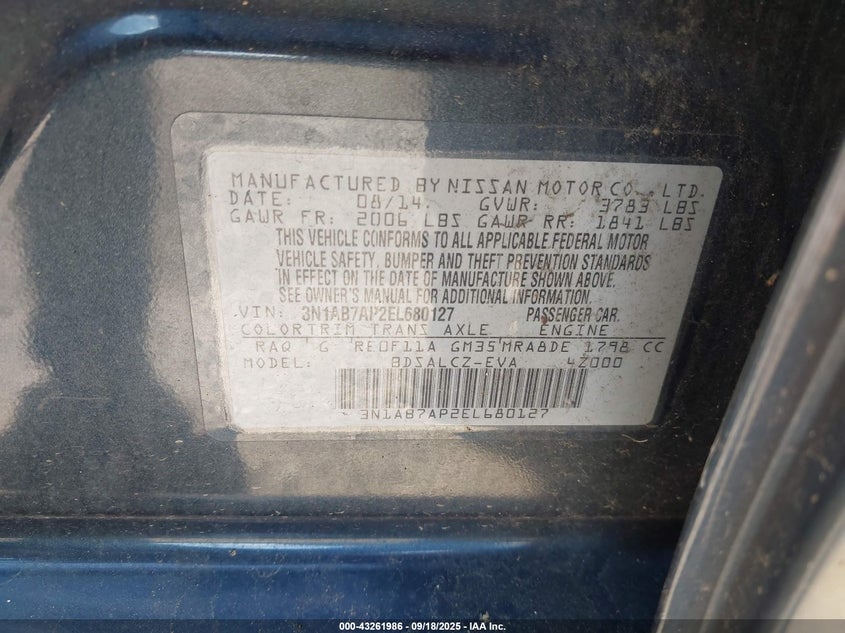 MANUFACTURED BY NISSAN MOTOR CO., LTD.
DATE: 08/14 GVWR: 3783 LBS
GAWR FR: 2006 LBS GAWR RR: 1841 LBS
THIS VEHICLE CONFORMS TO ALL APPLICABLE FEDERAL MOTOR
VEHICLE SAFETY, BUMPER AND THEFT PREVENTION STANDARDS
IN EFFECT ON THE DATE OF MANUFACTURE SHOWN ABOVE.
SEE OWNER'S MANUAL FOR ADDITIONAL INFORMATION.
VIN: 3N1AB7AP2EL680127 PASSENGER CAR.
COLOR TRIM TRANS AXLE ENGINE
RAQ G RE0F11A GM35 MRA8DE 1798 CC
MODEL: BDSALCZ-EVA 4Z000
3N1AB7AP2EL680127
000-43261986 - 09/18/2025 - IAA Inc.